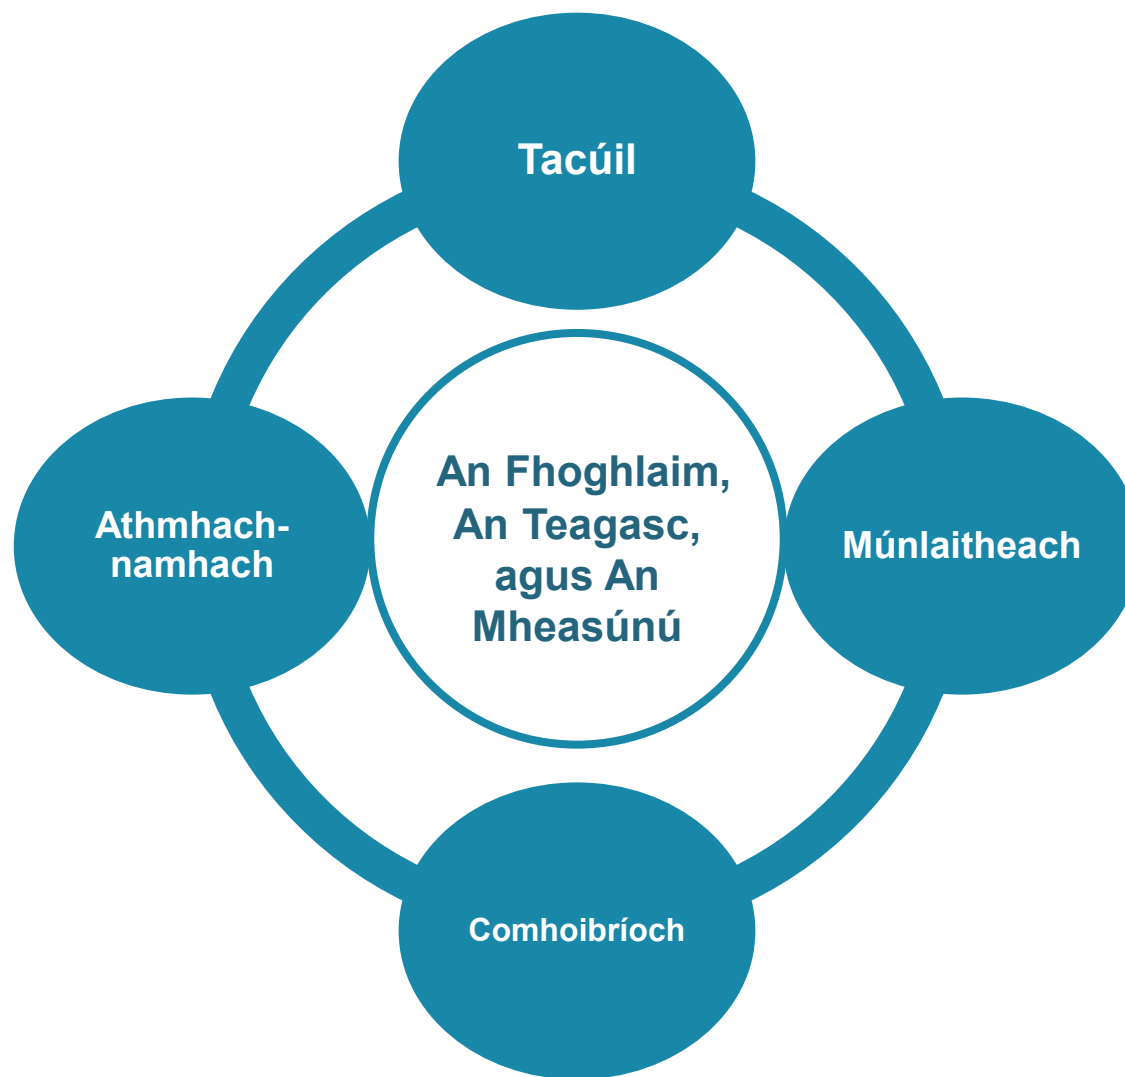 Tacúil
Athmhach-
namhach
An Fhoghlaim,
An Teagasc,
agus An
Mheasúnú
Múnlaitheach
Comhoibríoch